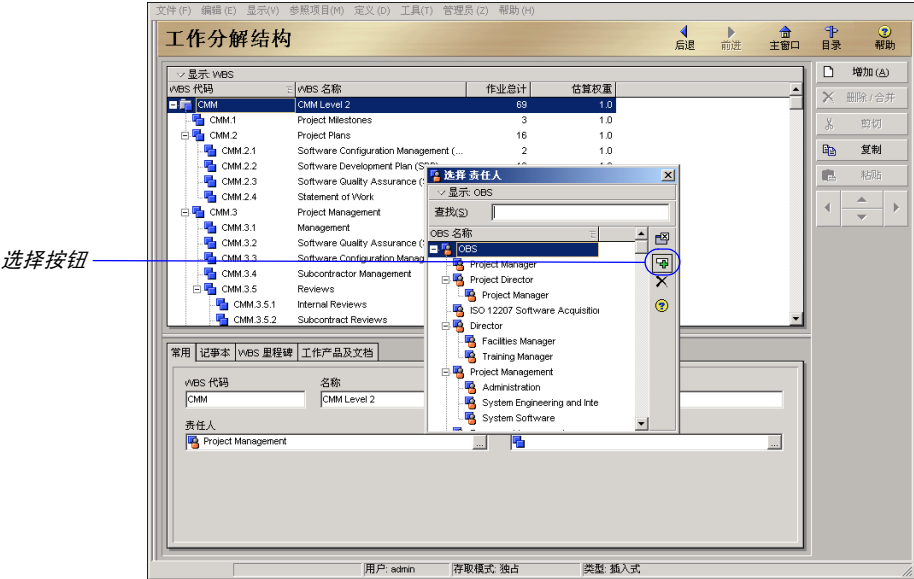 文件(F) 编辑(E) 显示(V) 参照项目(M) 定义(D) 工具(T) 管理员(Z) 帮助(H)
工作分解结构
后退 前进 主窗口 目录 帮助
显示: WBS
WBS 代码 WBS 名称 作业总计 估算权重
CMM CMM Level 2 69 1.0
CMM.1 Project Milestones 3 1.0
CMM.2 Project Plans 16 1.0
CMM.2.1 Software Configuration Management (... 2 1.0
CMM.2.2 Software Development Plan
CMM.2.3 Software Quality Assurance
CMM.2.4 Statement of Work
CMM.3 Project Management
CMM.3.1 Management
CMM.3.2 Software Quality Assurance
CMM.3.3 Software Configuration Manag
CMM.3.4 Subcontractor Management
CMM.3.5 Reviews
CMM.3.5.1 Internal Reviews
CMM.3.5.2 Subcontract Reviews
增加(A)
删除/合并
剪切
复制
粘贴
选择 责任人
显示: OBS
查找(S)
OBS 名称
OBS
Project Manager
Project Director
Project Manager
ISO 12207 Software Acquisition
Director
Facilities Manager
Training Manager
Project Management
Administration
System Engineering and Inte
System Software
选择按钮
常用 记事本 WBS 里程碑 工作产品及文档
WBS 代码 名称
CMM CMM Level 2
责任人
Project Management ... ...
用户: admin 存取模式: 独占 类型: 插入式